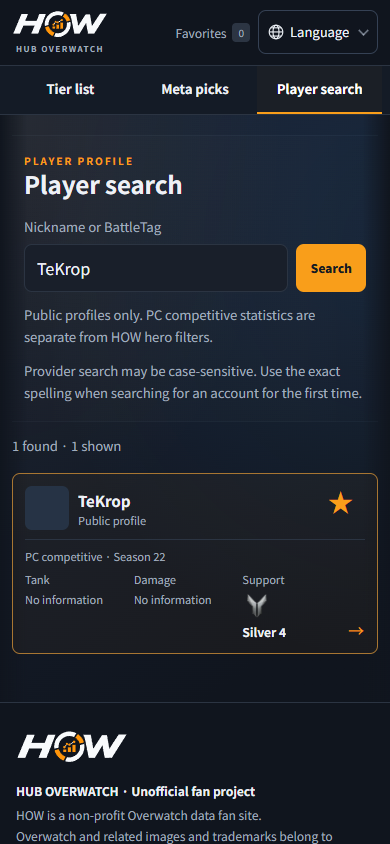 HOW
HUB OVERWATCH
Favorites 0
Language
Tier list
Meta picks
Player search
PLAYER PROFILE
Player search
Nickname or BattleTag
TeKrop
Search
Public profiles only. PC competitive statistics are
separate from HOW hero filters.
Provider search may be case-sensitive. Use the exact
spelling when searching for an account for the first time.
1 found · 1 shown
TeKrop
Public profile
PC competitive · Season 22
Tank
No information
Damage
No information
Support
Silver 4
→
HOW
HUB OVERWATCH · Unofficial fan project
HOW is a non-profit Overwatch data fan site.
Overwatch and related images and trademarks belong to